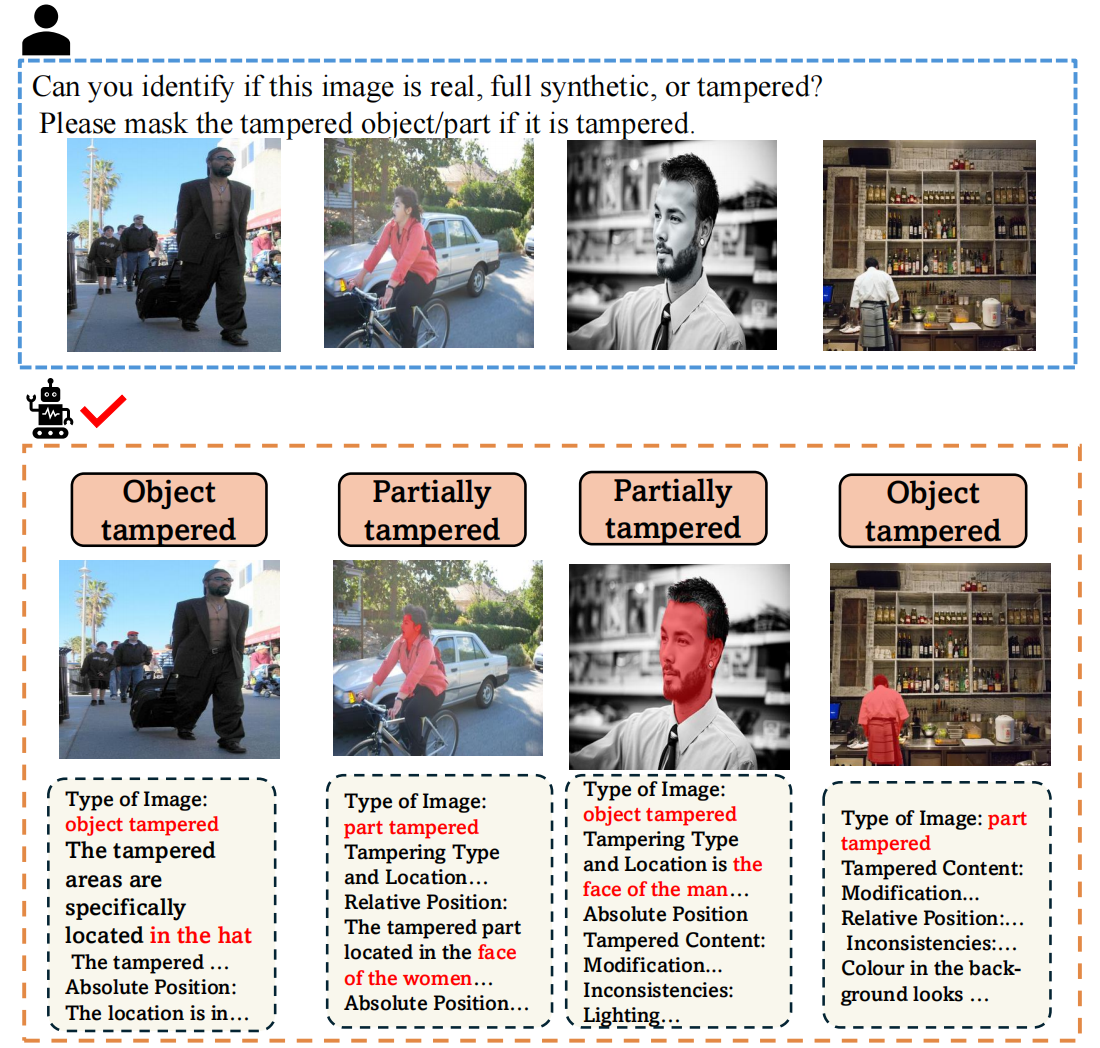 Can you identify if this image is real, full synthetic, or tampered?
Please mask the tampered object/part if it is tampered.
Object
tampered
Partially
tampered
Partially
tampered
Object
tampered
Type of Image:
object tampered
The tampered
areas are
specifically
located in the hat
The tampered …
Absolute Position:
The location is in…
Type of Image:
part tampered
Tampering Type
and Location…
Relative Position:
The tampered part
located in the face
of the women…
Absolute Position…
Type of Image:
object tampered
Tampering Type
and Location is the
face of the man…
Absolute Position
Tampered Content:
Modification…
Inconsistencies:
Lighting…
Type of Image: part
tampered
Tampered Content:
Modification...
Relative Position:…
Inconsistencies:…
Colour in the back-
ground looks …